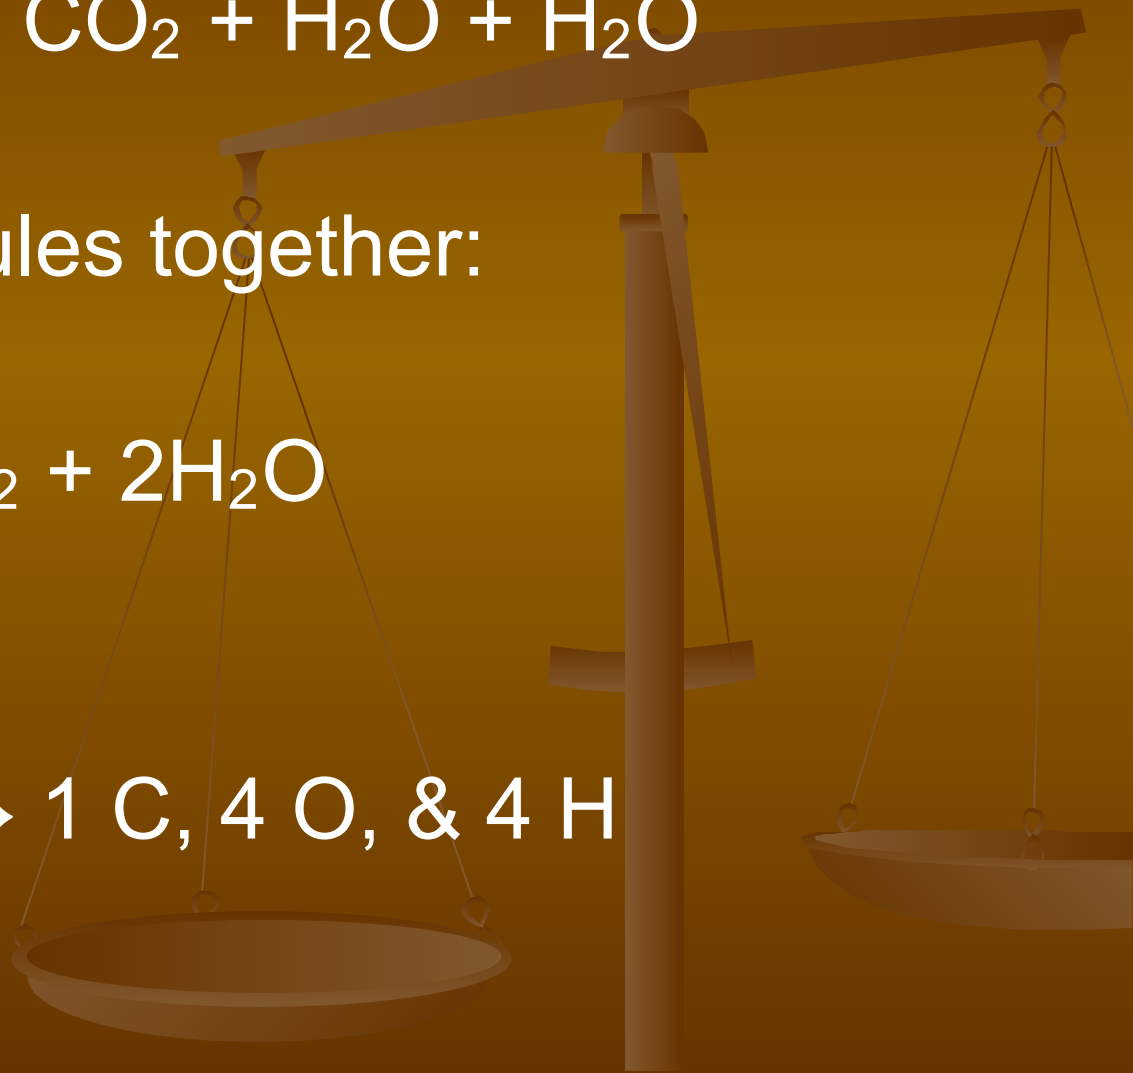 CO₂ + H₂O + H₂O
ules together:
₂ + 2H₂O
1 C, 4 O, & 4 H